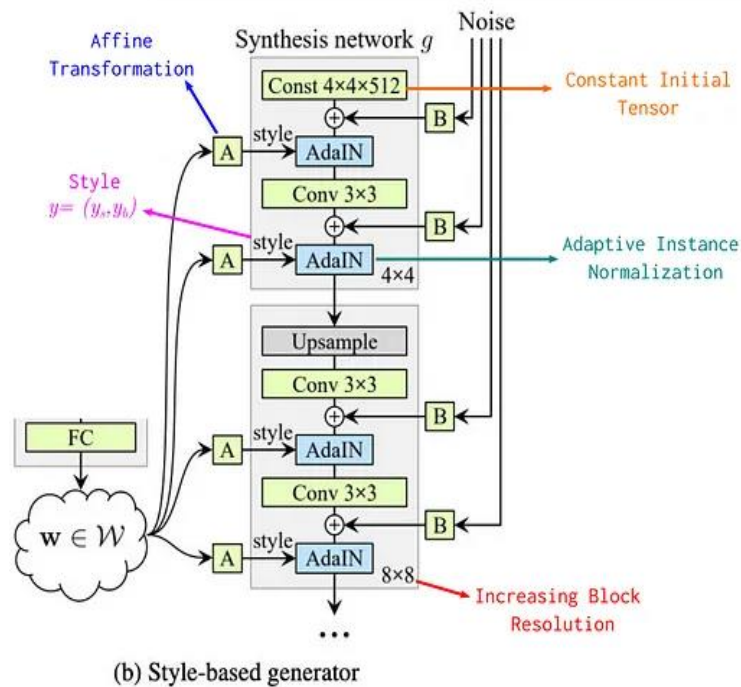 Affine
Transformation
Synthesis network g
Noise
Const 4×4×512
Constant Initial
Tensor
+
B
style
A
AdaIN
Conv 3×3
Style
y= (yₛ,y_b)
+
B
style
A
AdaIN
4×4
Adaptive Instance
Normalization
Upsample
Conv 3×3
+
B
FC
style
A
AdaIN
Conv 3×3
w ∈ W
+
B
style
A
AdaIN
8×8
Increasing Block
Resolution
...
(b) Style-based generator